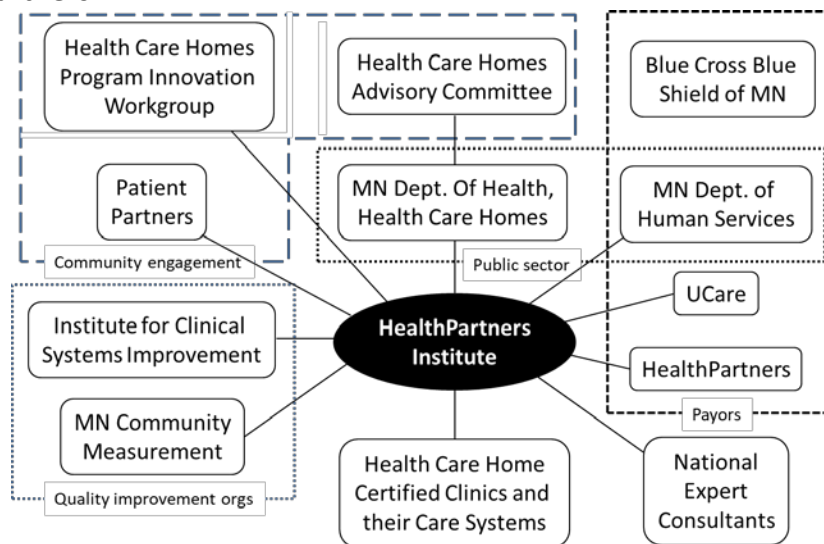 Health Care Homes
Program Innovation
Workgroup
Health Care Homes
Advisory Committee
Blue Cross Blue
Shield of MN
Patient
Partners
MN Dept. Of Health,
Health Care Homes
MN Dept. of
Human Services
Community engagement
Public sector
Institute for Clinical
Systems Improvement
HealthPartners
Institute
UCare
HealthPartners
MN Community
Measurement
Payors
Quality improvement orgs
Health Care Home
Certified Clinics and
their Care Systems
National
Expert
Consultants